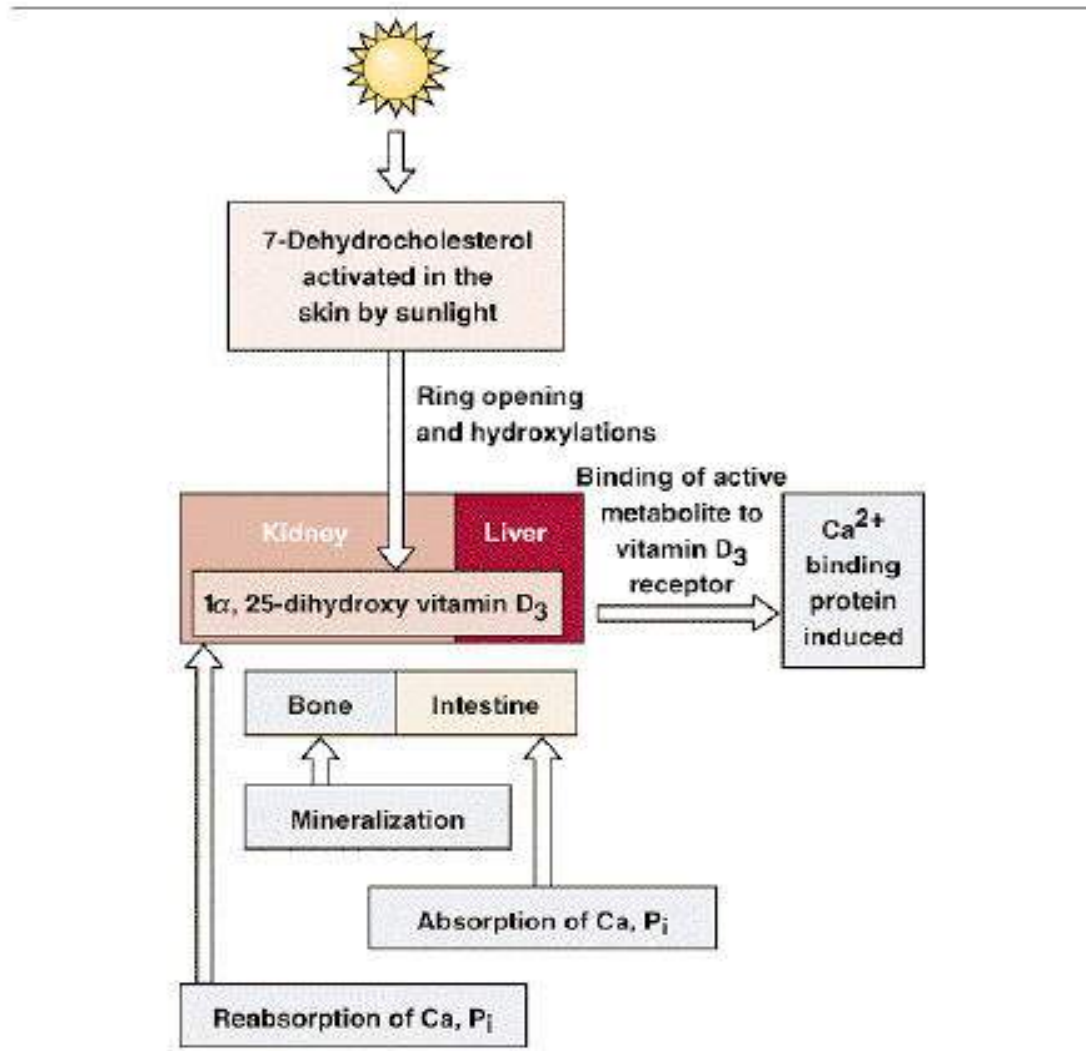 7-Dehydrocholesterol
activated in the
skin by sunlight
Ring opening
and hydroxylations
Kidney
Liver
1α, 25-dihydroxy vitamin D₃
Binding of active
metabolite to
vitamin D₃
receptor
Ca²⁺
binding
protein
induced
Bone
Intestine
Mineralization
Absorption of Ca, Pᵢ
Reabsorption of Ca, Pᵢ